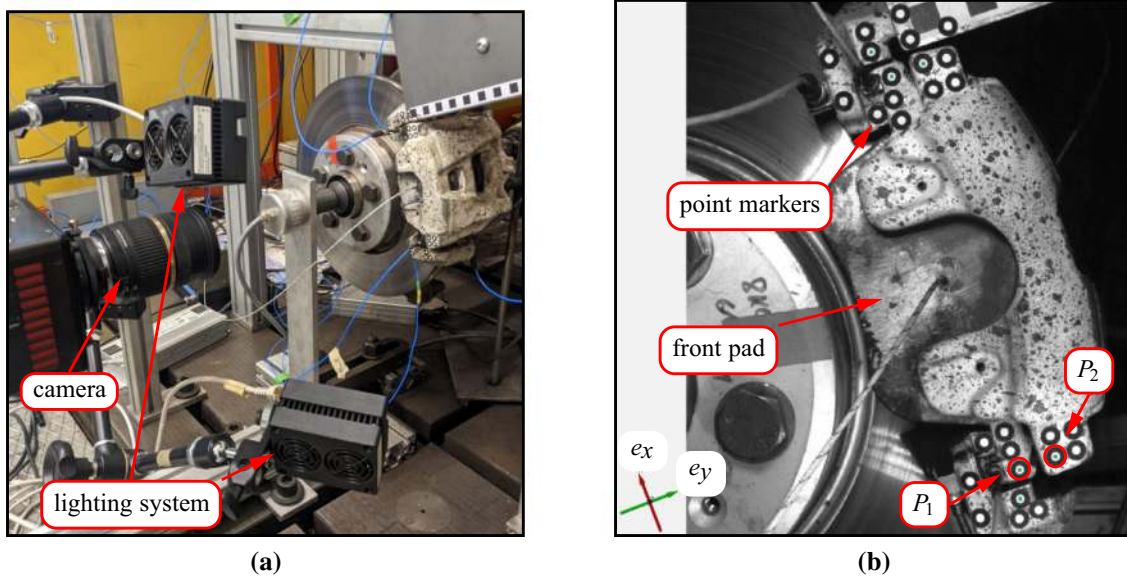 camera
lighting system
(a)
point markers
front pad
P2
ex
ey
P1
(b)